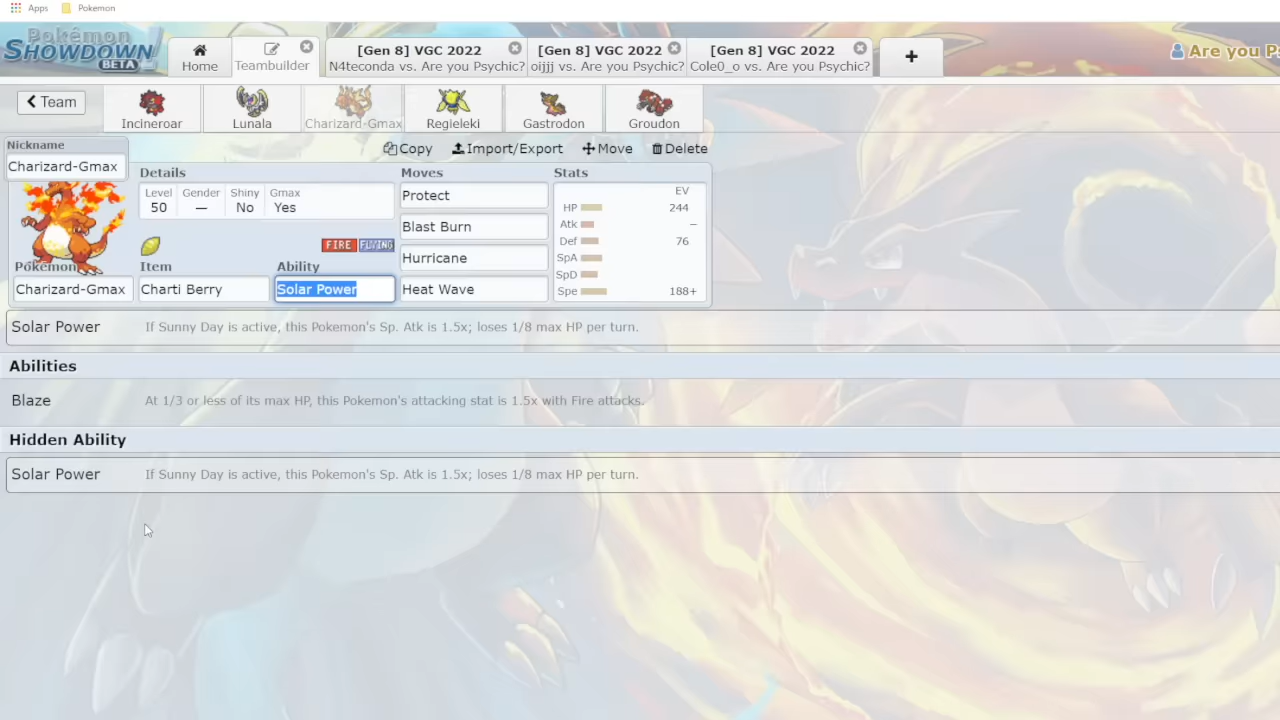 Apps Pokemon
Pokémon
SHOWDOWN!
BETA
Home
Teambuilder
[Gen 8] VGC 2022
N4teconda vs. Are you Psychi
[Gen 8] VGC 2022
oijjj vs. Are you Psychic?
[Gen 8] VGC 2022
Cole0_o vs. Are you Psychic?
+
Are you Ps
Team
Incineroar
Lunala
Charizard-Gmax
Regieleki
Gastrodon
Groudon
Copy Import/Export Move Delete
Nickname
Charizard-Gmax
Details
Level Gender Shiny Gmax
50 — No Yes
FIRE FLYING
Pokémon Item Ability
Charizard-Gmax Charti Berry Solar Power
Moves
Protect
Blast Burn
Hurricane
Heat Wave
Stats
EV
HP 244
Atk –
Def 76
SpA
SpD
Spe 188+
Solar Power If Sunny Day is active, this Pokemon's Sp. Atk is 1.5x; loses 1/8 max HP per turn.
Abilities
Blaze At 1/3 or less of its max HP, this Pokemon's attacking stat is 1.5x with Fire attacks.
Hidden Ability
Solar Power If Sunny Day is active, this Pokemon's Sp. Atk is 1.5x; loses 1/8 max HP per turn.